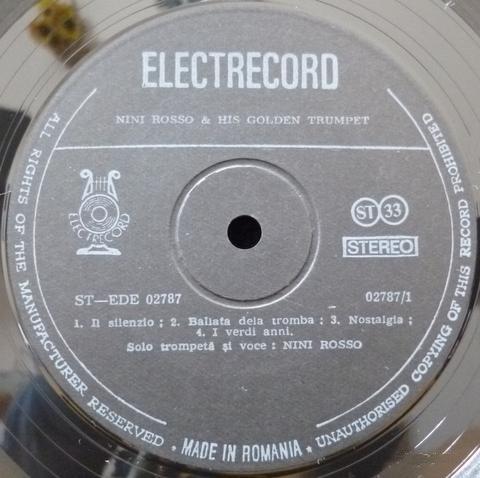 ELECTRECORD
NINI ROSSO & HIS GOLDEN TRUMPET
ELECTRECORD
ST 33
STEREO
ST—EDE 02787
02787/1
1. Il silenzio ; 2. Ballata dela tromba ; 3. Nostalgia ;
4. I verdi anni.
Solo trompetă și voce : NINI ROSSO
ALL RIGHTS OF THE MANUFACTURER RESERVED
MADE IN ROMANIA
UNAUTHORISED COPYING OF THIS RECORD PROHIBITED